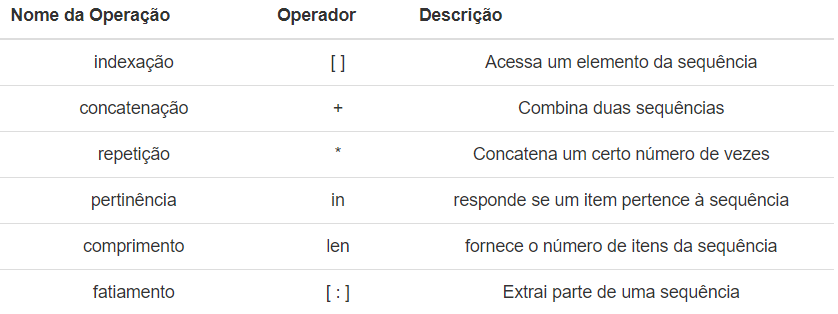 Nome da Operação Operador Descrição
indexação [ ] Acessa um elemento da sequência
concatenação + Combina duas sequências
repetição * Concatena um certo número de vezes
pertinência in responde se um item pertence à sequência
comprimento len fornece o número de itens da sequência
fatiamento [ : ] Extrai parte de uma sequência